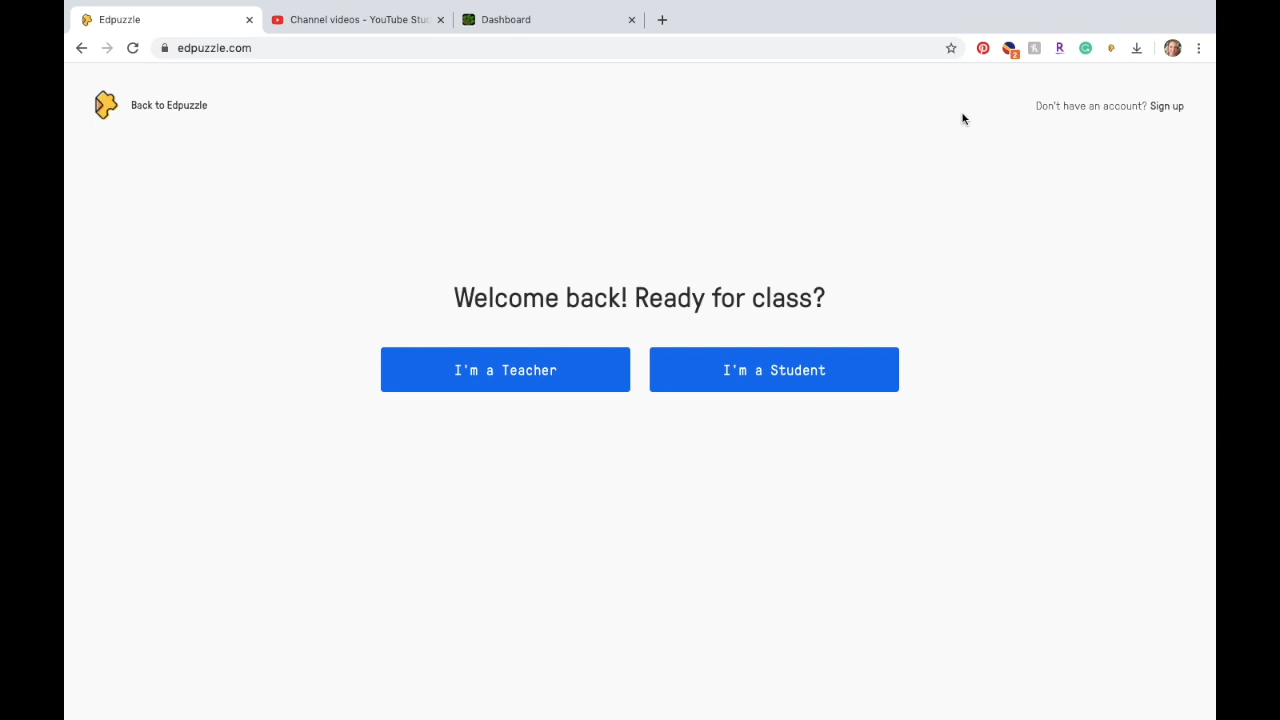 Edpuzzle
Channel videos - YouTube Stu
Dashboard
edpuzzle.com
2
Back to Edpuzzle
Don't have an account? Sign up
Welcome back! Ready for class?
I'm a Teacher
I'm a Student